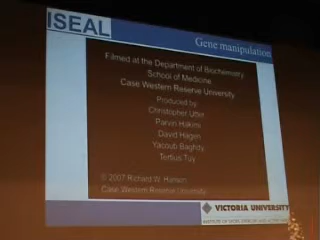 ISEAL
Gene manipulation
Filmed at the Department of Biochemistry
School of Medicine
Case Western Reserve University
Produced by
Christopher Utter
Parvin Hakimi
David Hagen
Yacoub Baghdy
Tertius Tuy
© 2007 Richard W. Hanson
Case Western Reserve University
VICTORIA UNIVERSITY